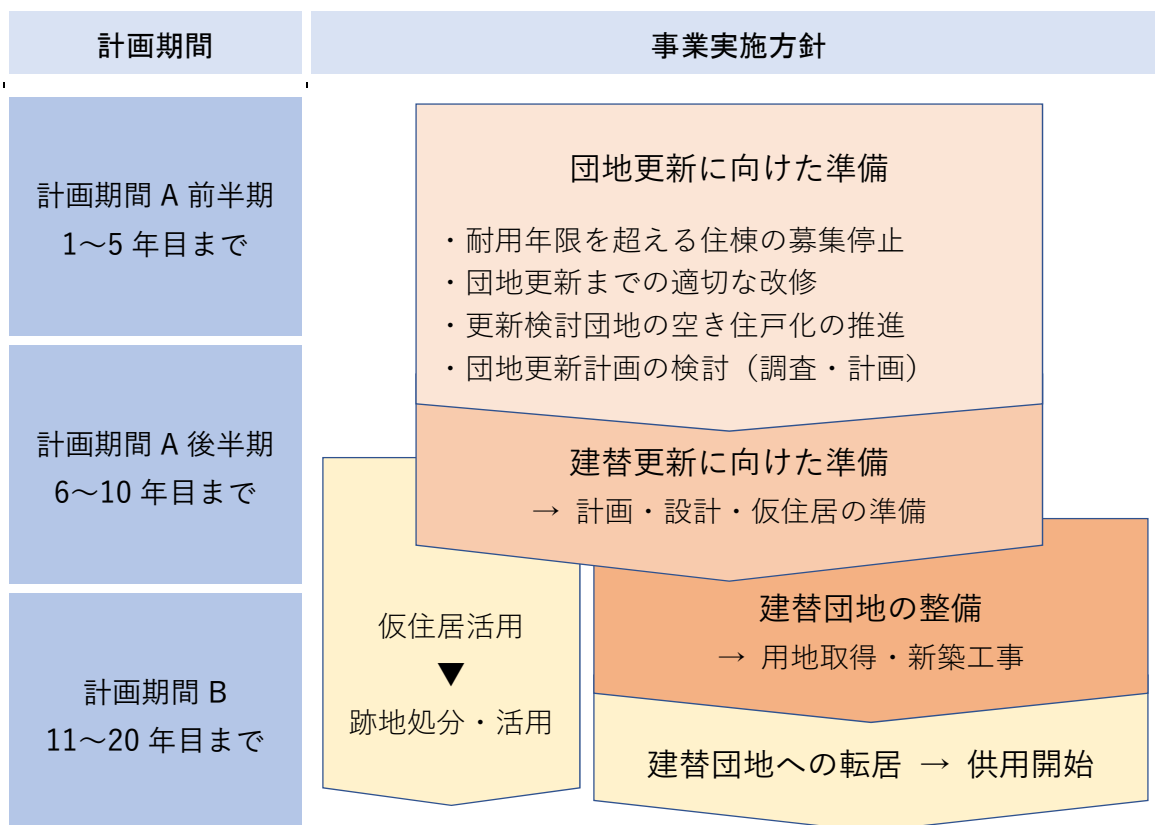 計画期間
事業実施方針
計画期間 A 前半期
1～5 年目まで
団地更新に向けた準備
・耐用年限を超える住棟の募集停止
・団地更新までの適切な改修
・更新検討団地の空き住戸化の推進
・団地更新計画の検討（調査・計画）
計画期間 A 後半期
6～10 年目まで
建替更新に向けた準備
→ 計画・設計・仮住居の準備
計画期間 B
11～20 年目まで
仮住居活用
▼
跡地処分・活用
建替団地の整備
→ 用地取得・新築工事
建替団地への転居 → 供用開始